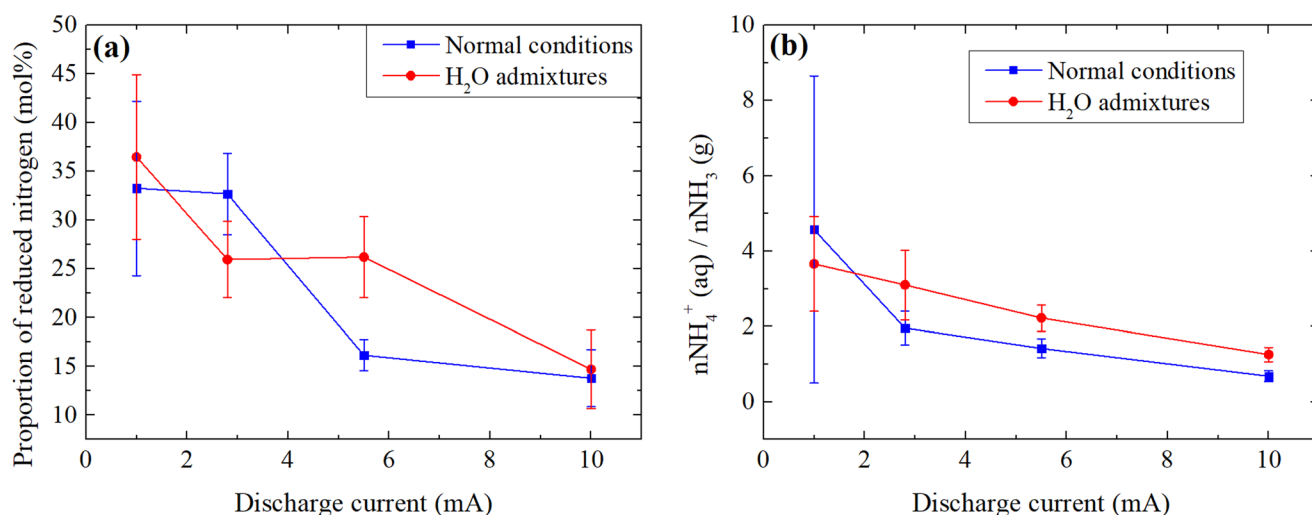 (a)
Normal conditions
H₂O admixtures
Proportion of reduced nitrogen (mol%)
50
45
40
35
30
25
20
15
10
0 2 4 6 8 10
Discharge current (mA)
(b)
Normal conditions
H₂O admixtures
nNH₄⁺ (aq) / nNH₃ (g)
10
8
6
4
2
0
0 2 4 6 8 10
Discharge current (mA)